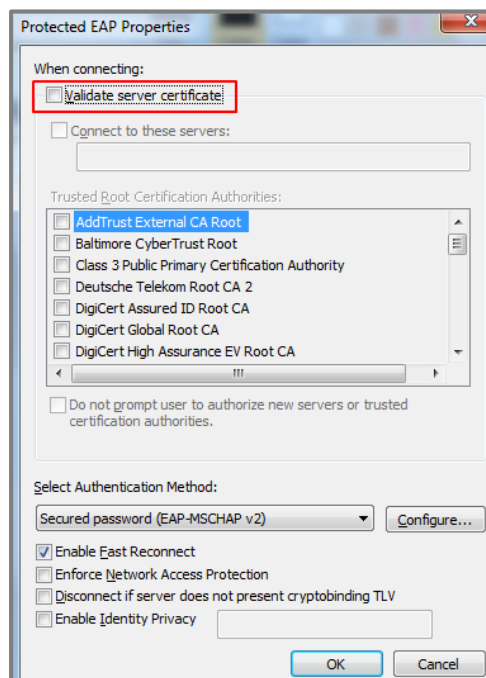 Protected EAP Properties
When connecting:
Validate server certificate
Connect to these servers:
Trusted Root Certification Authorities:
AddTrust External CA Root
Baltimore CyberTrust Root
Class 3 Public Primary Certification Authority
Deutsche Telekom Root CA 2
DigiCert Assured ID Root CA
DigiCert Global Root CA
DigiCert High Assurance EV Root CA
Do not prompt user to authorize new servers or trusted
certification authorities.
Select Authentication Method:
Secured password (EAP-MSCHAP v2)
Configure...
Enable Fast Reconnect
Enforce Network Access Protection
Disconnect if server does not present cryptobinding TLV
Enable Identity Privacy
OK
Cancel